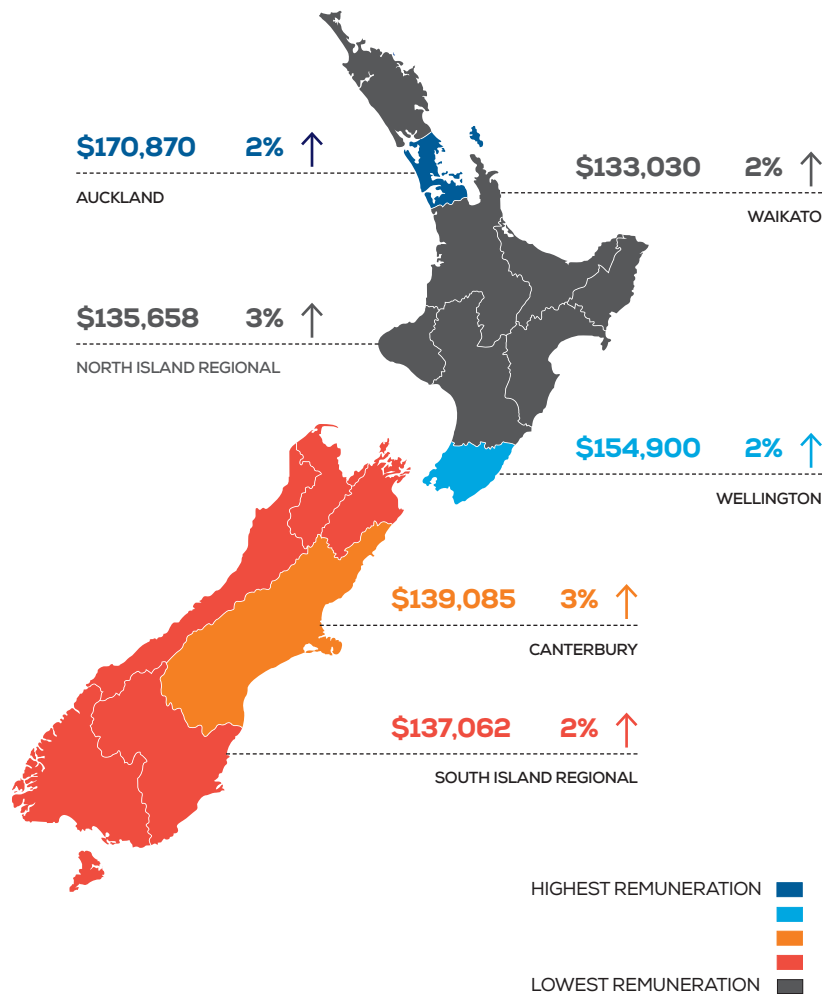 $170,870 2% ↑
AUCKLAND
$133,030 2% ↑
WAIKATO
$135,658 3% ↑
NORTH ISLAND REGIONAL
$154,900 2% ↑
WELLINGTON
$139,085 3% ↑
CANTERBURY
$137,062 2% ↑
SOUTH ISLAND REGIONAL
HIGHEST REMUNERATION
LOWEST REMUNERATION